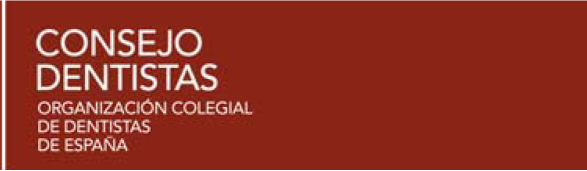 CONSEJO
DENTISTAS
ORGANIZACIÓN COLEGIAL
DE DENTISTAS
DE ESPAÑA